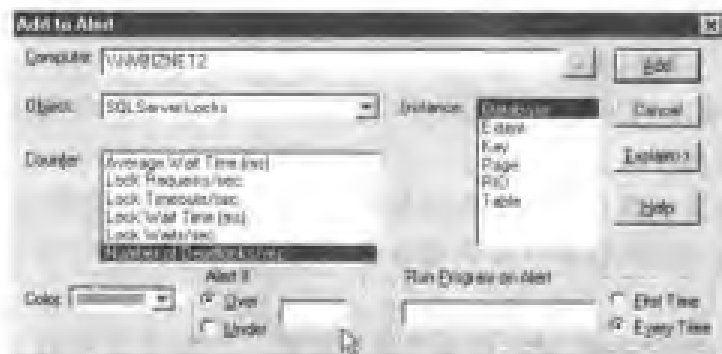 Add to Alert
Computer: \\NVBIZNET2
Add
Object: SQLServer:Locks
Instance: Database
Extent
Key
Page
RID
Table
Cancel
Counter: Average Wait Time (ms)
Lock Requests/sec
Lock Timeouts/sec
Lock Wait Time (ms)
Lock Waits/sec
Number of Deadlocks/sec
Explain>>
Help
Color:
Alert If
Over
Under
Run Program on Alert
First Time
Every Time